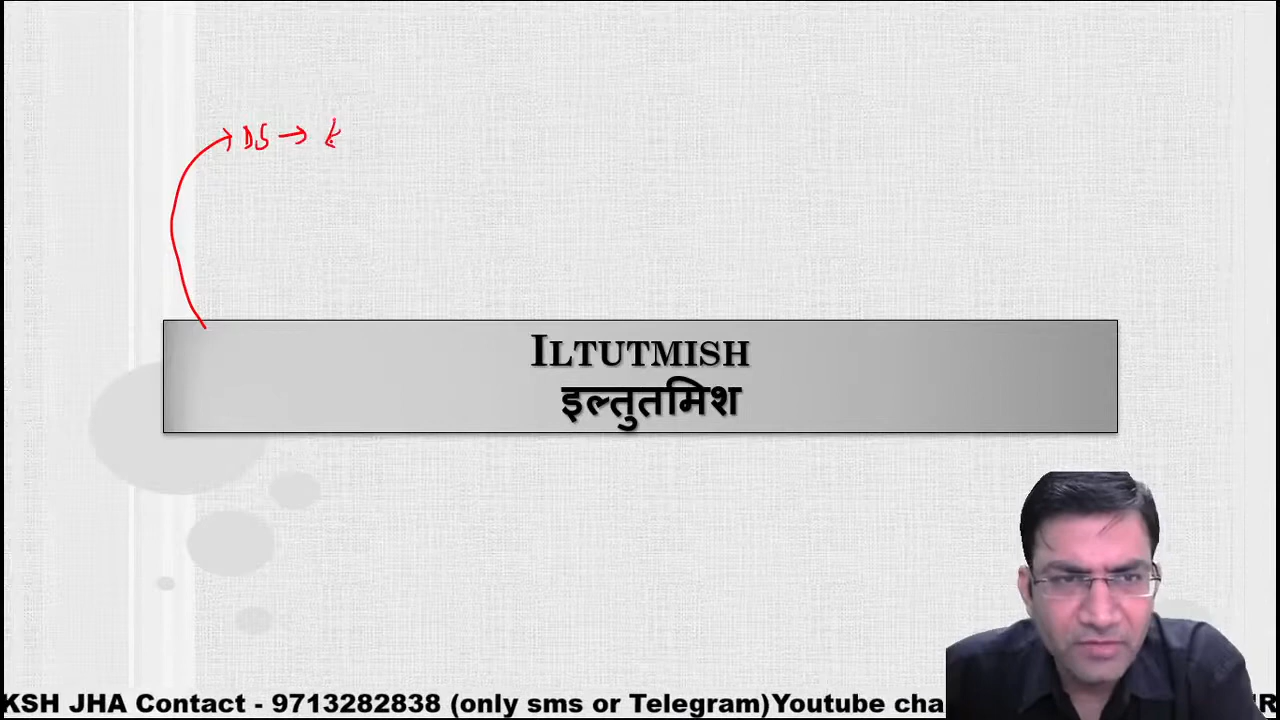 DS →
ILTUTMISH
इल्तुतमिश
KSH JHA Contact - 9713282838 (only sms or Telegram)Youtube cha